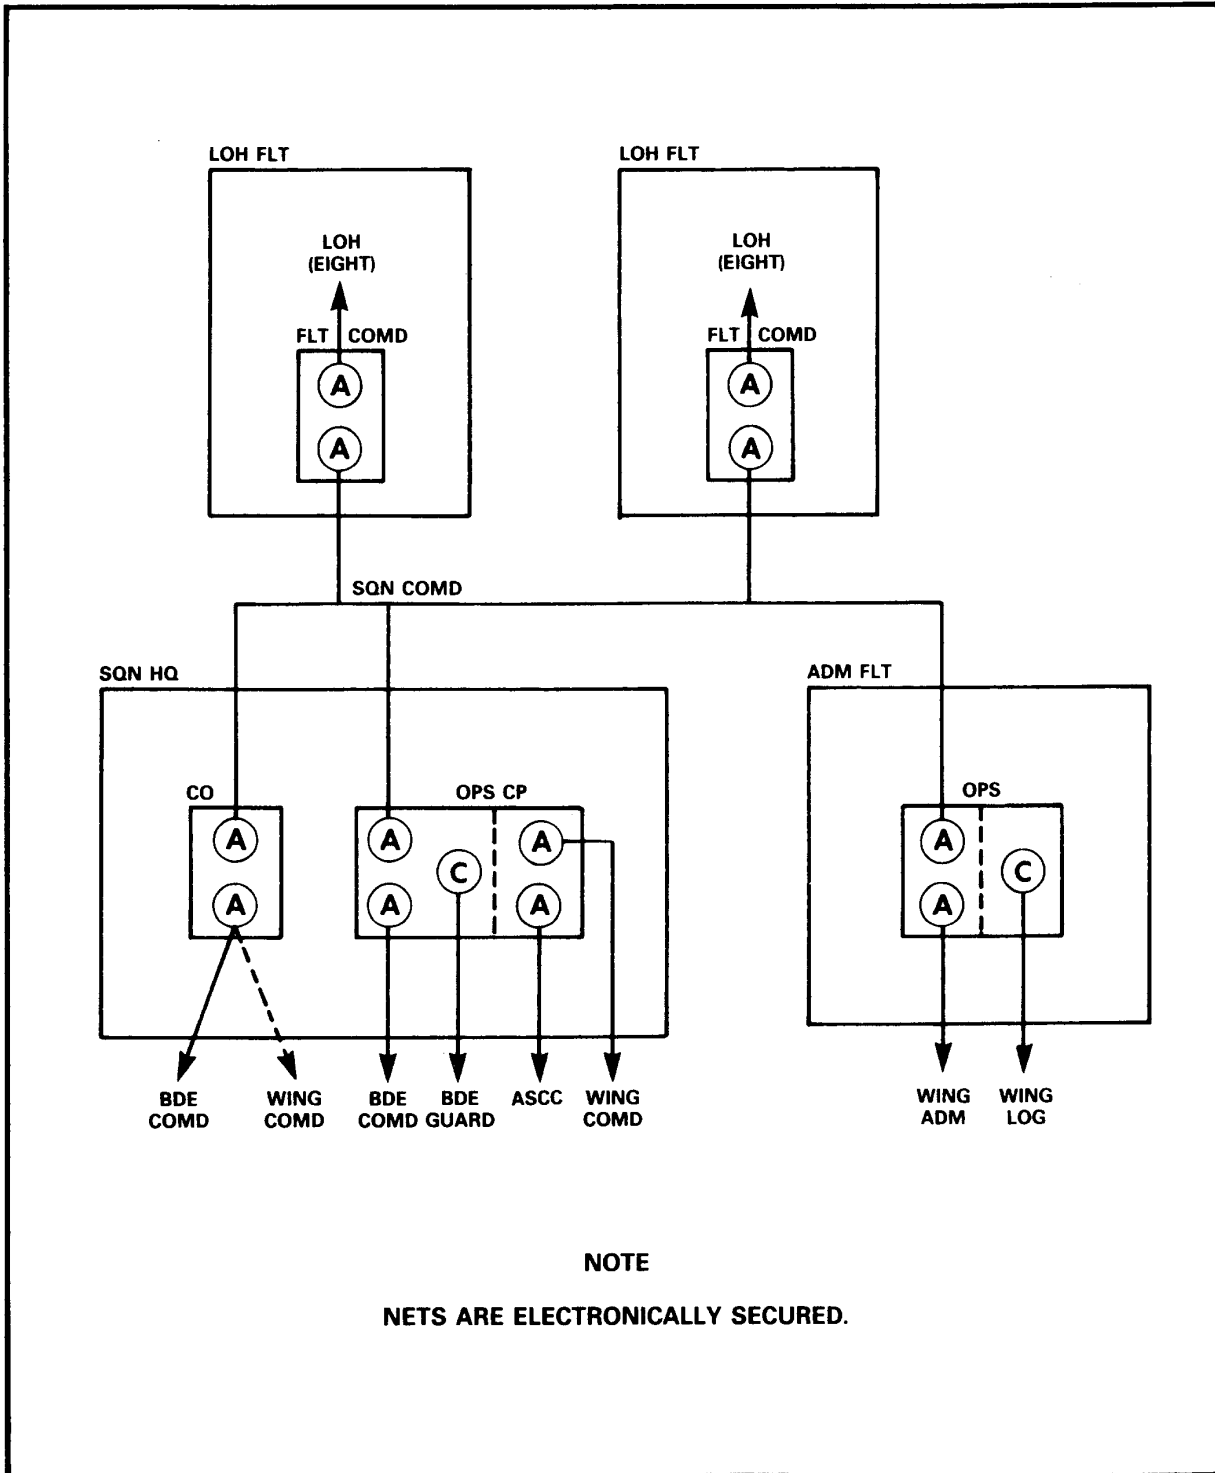 LOH FLT
LOH FLT
LOH
(EIGHT)
LOH
(EIGHT)
FLT COMD
FLT COMD
A
A
A
A
SQN COMD
SQN HQ
ADM FLT
CO
OPS CP
OPS
A
A
A
A
C
A
A
A
A
C
BDE
COMD
WING
COMD
BDE
COMD
BDE
GUARD
ASCC
WING
COMD
WING
ADM
WING
LOG
NOTE
NETS ARE ELECTRONICALLY SECURED.